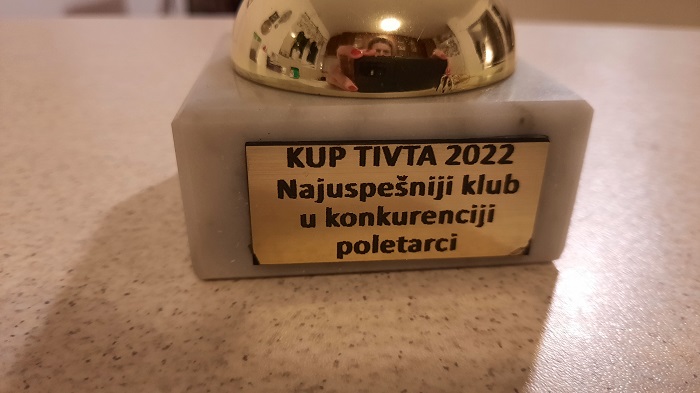 KUP TIVTA 2022
Najuspešniji klub
u konkurenciji
poletarci